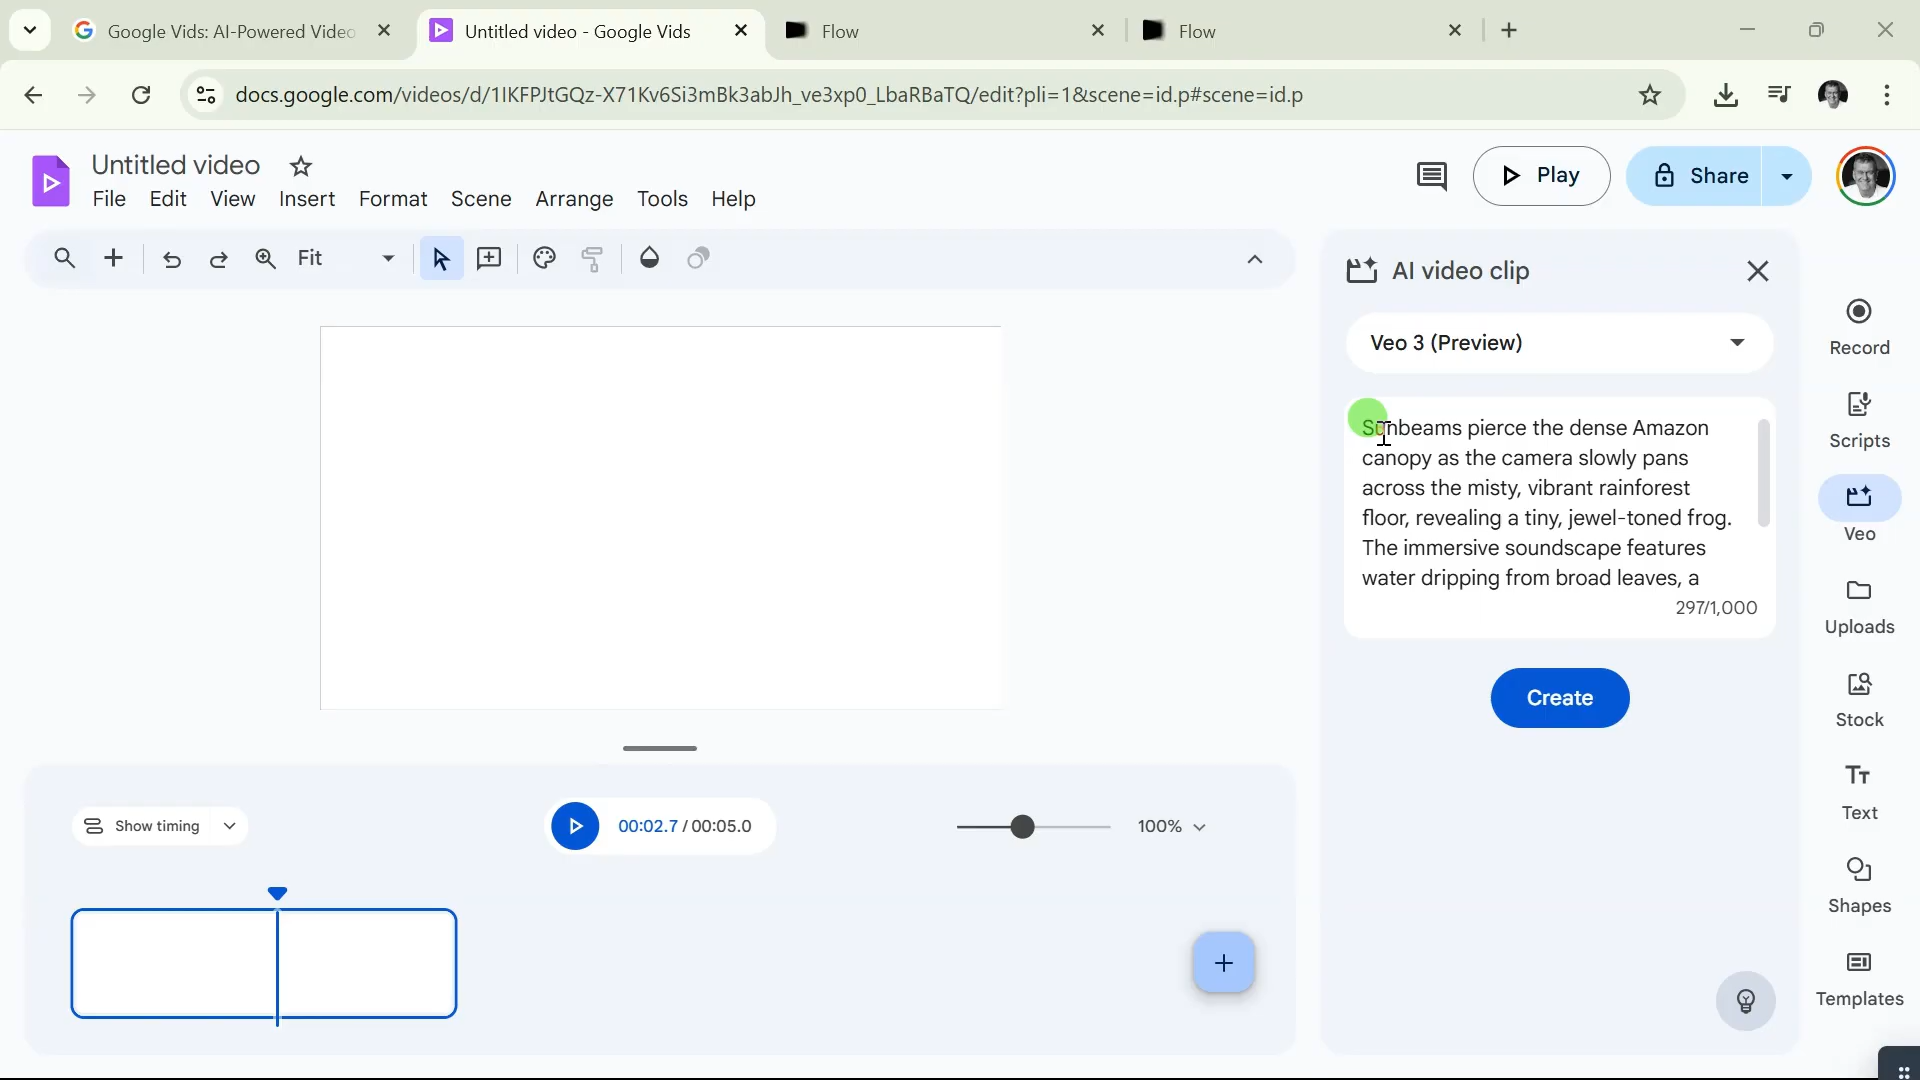 Google Vids: AI-Powered Video
Untitled video - Google Vids
Flow
Flow
docs.google.com/videos/d/1IKFPJtGQz-X71Kv6Si3mBk3abJh_ve3xp0_LbaRBaTQ/edit?pli=1&scene=id.p#scene=id.p
Untitled video
File Edit View Insert Format Scene Arrange Tools Help
Play
Share
Fit
AI video clip
Veo 3 (Preview)
Sunbeams pierce the dense Amazon
canopy as the camera slowly pans
across the misty, vibrant rainforest
floor, revealing a tiny, jewel-toned frog.
The immersive soundscape features
water dripping from broad leaves, a
297/1,000
Create
Record
Scripts
Veo
Uploads
Stock
Text
Shapes
Templates
Show timing
00:02.7 / 00:05.0
100%